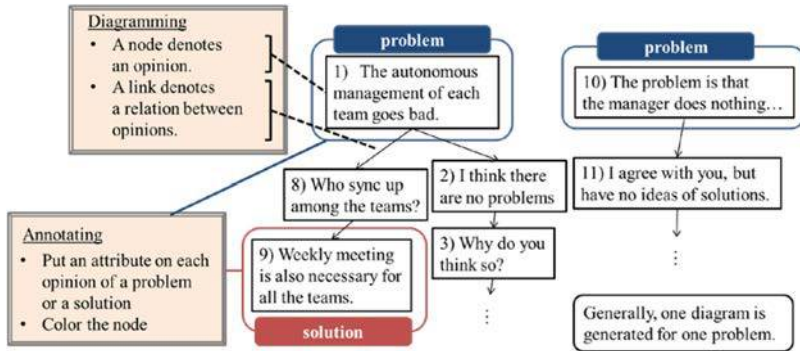 Diagramming
• A node denotes
an opinion.
• A link denotes
a relation between
opinions.
problem
1) The autonomous
management of each
team goes bad.
problem
10) The problem is that
the manager does nothing…
8) Who sync up
among the teams?
2) I think there
are no problems
11) I agree with you, but
have no ideas of solutions.
Annotating
• Put an attribute on each
opinion of a problem
or a solution
• Color the node
9) Weekly meeting
is also necessary for
all the teams.
solution
3) Why do you
think so?
⋮
⋮
Generally, one diagram is
generated for one problem.